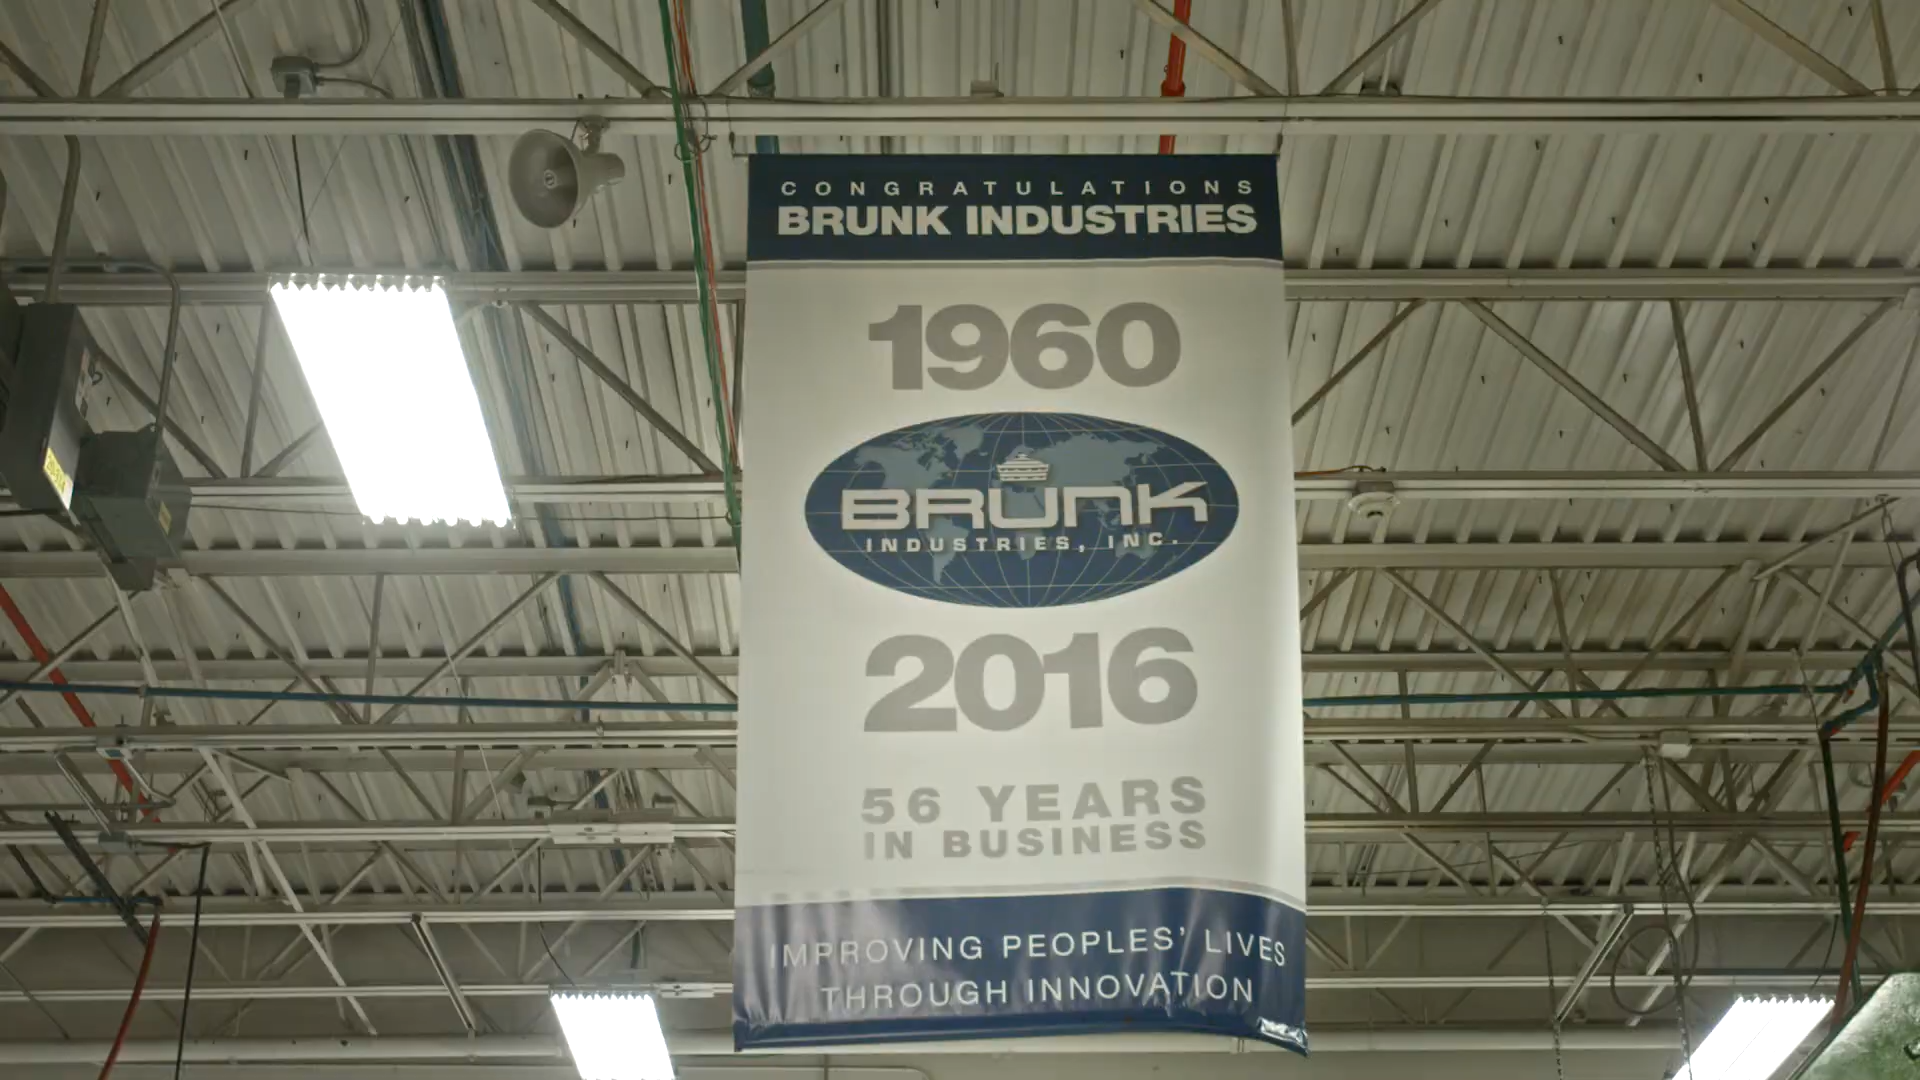 CONGRATULATIONS
BRUNK INDUSTRIES
1960
BRUNK
INDUSTRIES, INC.
2016
56 YEARS
IN BUSINESS
IMPROVING PEOPLES' LIVES
THROUGH INNOVATION